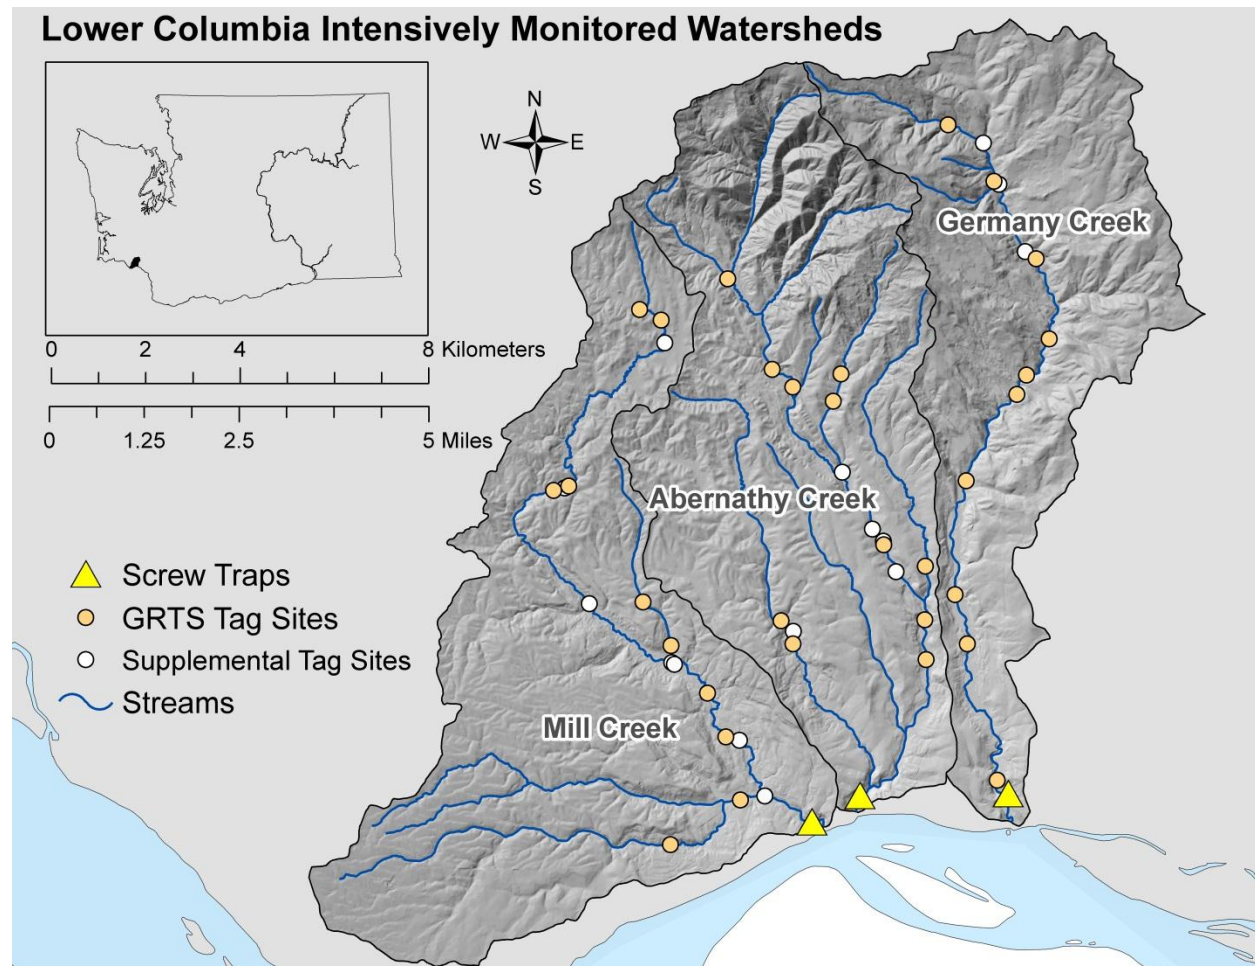 Lower Columbia Intensively Monitored Watersheds
N
W E
S
Germany Creek
0 2 4 8 Kilometers
0 1.25 2.5 5 Miles
Abernathy Creek
Screw Traps
GRTS Tag Sites
Supplemental Tag Sites
Streams
Mill Creek